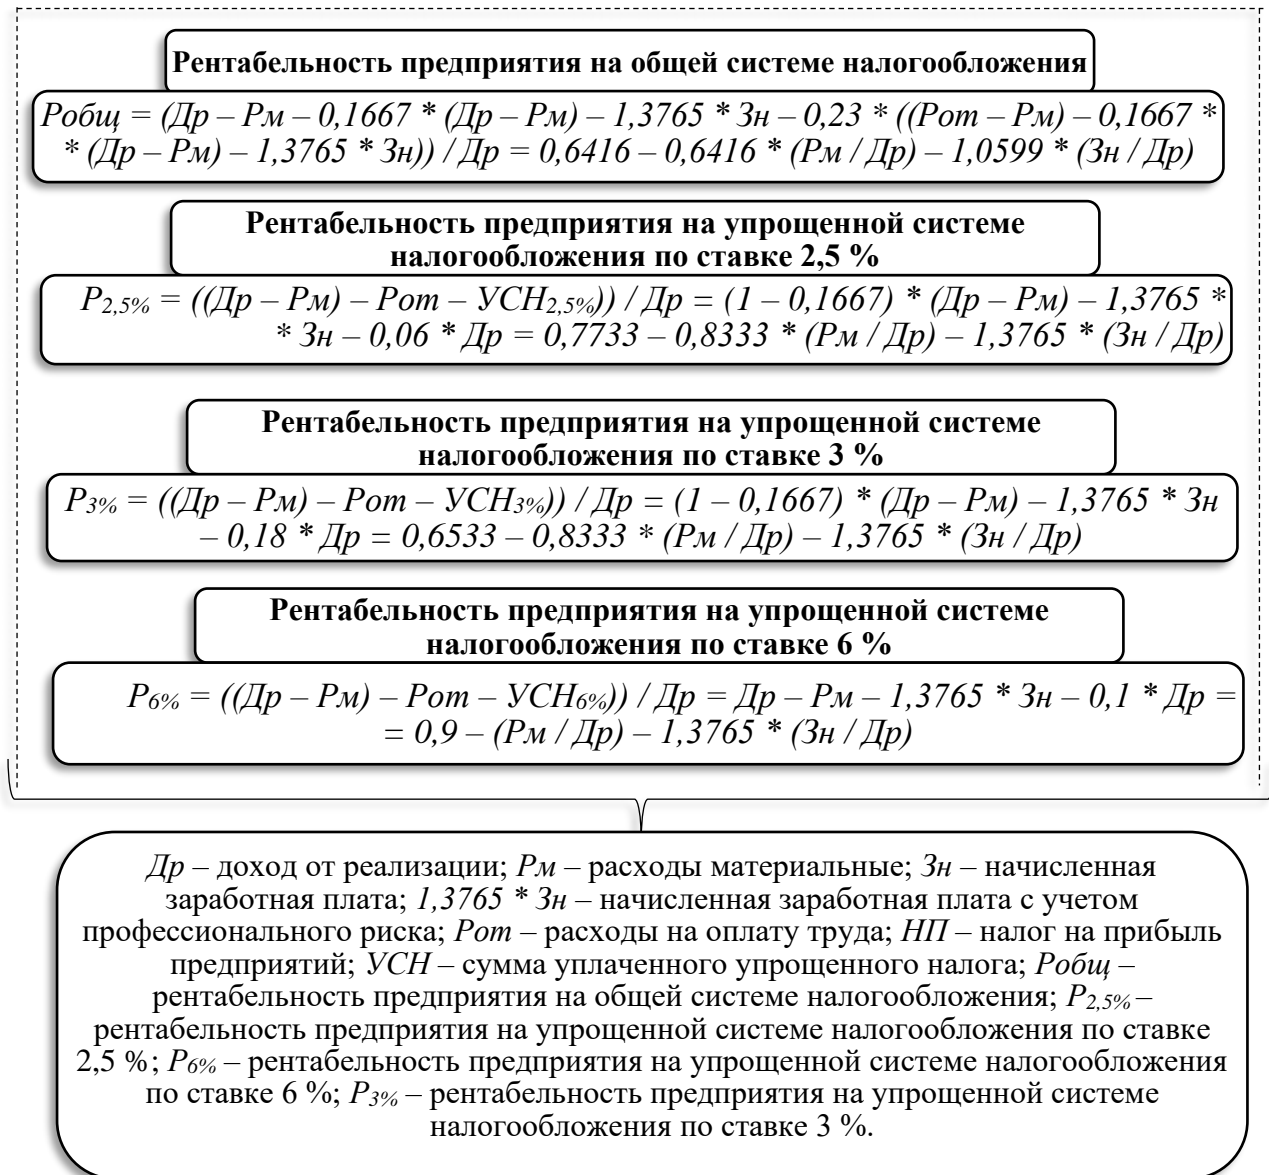 Рентабельность предприятия на общей системе налогообложения
Робщ = (Др – Рм – 0,1667 * (Др – Рм) – 1,3765 * Зн – 0,23 * ((Рот – Рм) – 0,1667 *
* (Др – Рм) – 1,3765 * Зн)) / Др = 0,6416 – 0,6416 * (Рм / Др) – 1,0599 * (Зн / Др)
Рентабельность предприятия на упрощенной системе
налогообложения по ставке 2,5 %
Р2,5% = ((Др – Рм) – Рот – УСН2,5%)) / Др = (1 – 0,1667) * (Др – Рм) – 1,3765 *
* Зн – 0,06 * Др = 0,7733 – 0,8333 * (Рм / Др) – 1,3765 * (Зн / Др)
Рентабельность предприятия на упрощенной системе
налогообложения по ставке 3 %
Р3% = ((Др – Рм) – Рот – УСН3%)) / Др = (1 – 0,1667) * (Др – Рм) – 1,3765 * Зн
– 0,18 * Др = 0,6533 – 0,8333 * (Рм / Др) – 1,3765 * (Зн / Др)
Рентабельность предприятия на упрощенной системе
налогообложения по ставке 6 %
Р6% = ((Др – Рм) – Рот – УСН6%)) / Др = Др – Рм – 1,3765 * Зн – 0,1 * Др =
= 0,9 – (Рм / Др) – 1,3765 * (Зн / Др)
Др – доход от реализации; Рм – расходы материальные; Зн – начисленная
заработная плата; 1,3765 * Зн – начисленная заработная плата с учетом
профессионального риска; Рот – расходы на оплату труда; НП – налог на прибыль
предприятий; УСН – сумма уплаченного упрощенного налога; Робщ –
рентабельность предприятия на общей системе налогообложения; Р2,5% –
рентабельность предприятия на упрощенной системе налогообложения по ставке
2,5 %; Р6% – рентабельность предприятия на упрощенной системе налогообложения
по ставке 6 %; Р3% – рентабельность предприятия на упрощенной системе
налогообложения по ставке 3 %.